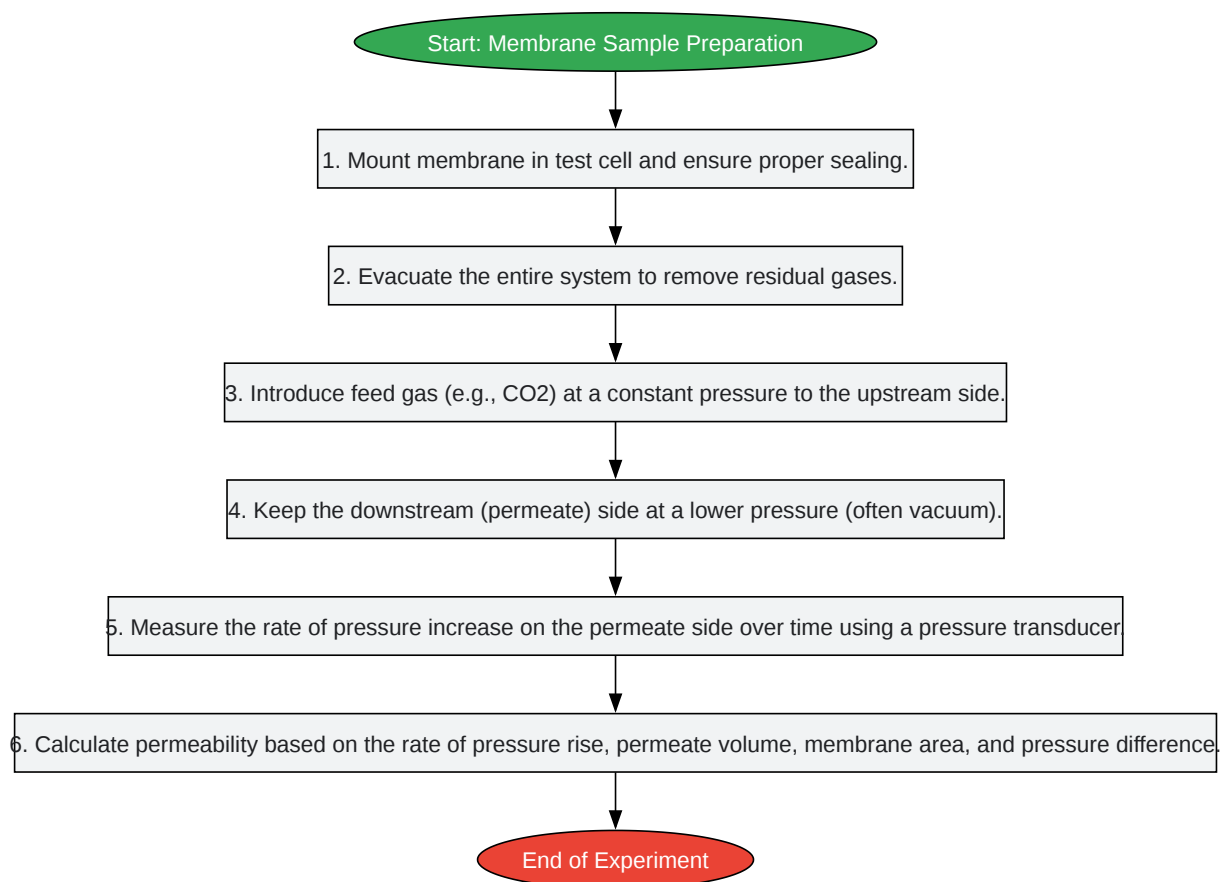 Start: Membrane Sample Preparation
1. Mount membrane in test cell and ensure proper sealing.
2. Evacuate the entire system to remove residual gases.
3. Introduce feed gas (e.g., CO2) at a constant pressure to the upstream side.
4. Keep the downstream (permeate) side at a lower pressure (often vacuum).
5. Measure the rate of pressure increase on the permeate side over time using a pressure transducer.
6. Calculate permeability based on the rate of pressure rise, permeate volume, membrane area, and pressure difference.
End of Experiment